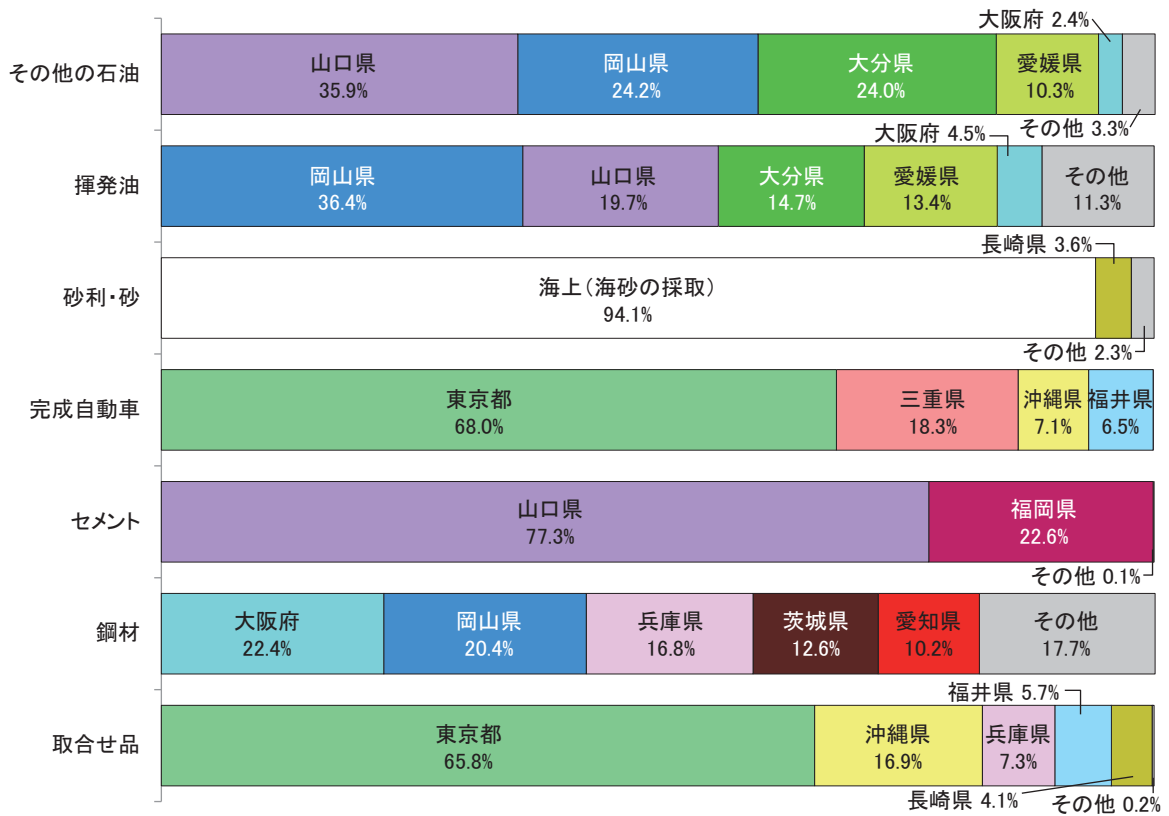 大阪府 2.4%
その他の石油
山口県
35.9%
岡山県
24.2%
大分県
24.0%
愛媛県
10.3%
その他 3.3%
大阪府 4.5%
揮発油
岡山県
36.4%
山口県
19.7%
大分県
14.7%
愛媛県
13.4%
その他
11.3%
長崎県 3.6%
砂利・砂
海上(海砂の採取)
94.1%
その他 2.3%
完成自動車
東京都
68.0%
三重県
18.3%
沖縄県
7.1%
福井県
6.5%
セメント
山口県
77.3%
福岡県
22.6%
その他 0.1%
鋼材
大阪府
22.4%
岡山県
20.4%
兵庫県
16.8%
茨城県
12.6%
愛知県
10.2%
その他
17.7%
福井県 5.7%
取合せ品
東京都
65.8%
沖縄県
16.9%
兵庫県
7.3%
長崎県 4.1%
その他 0.2%